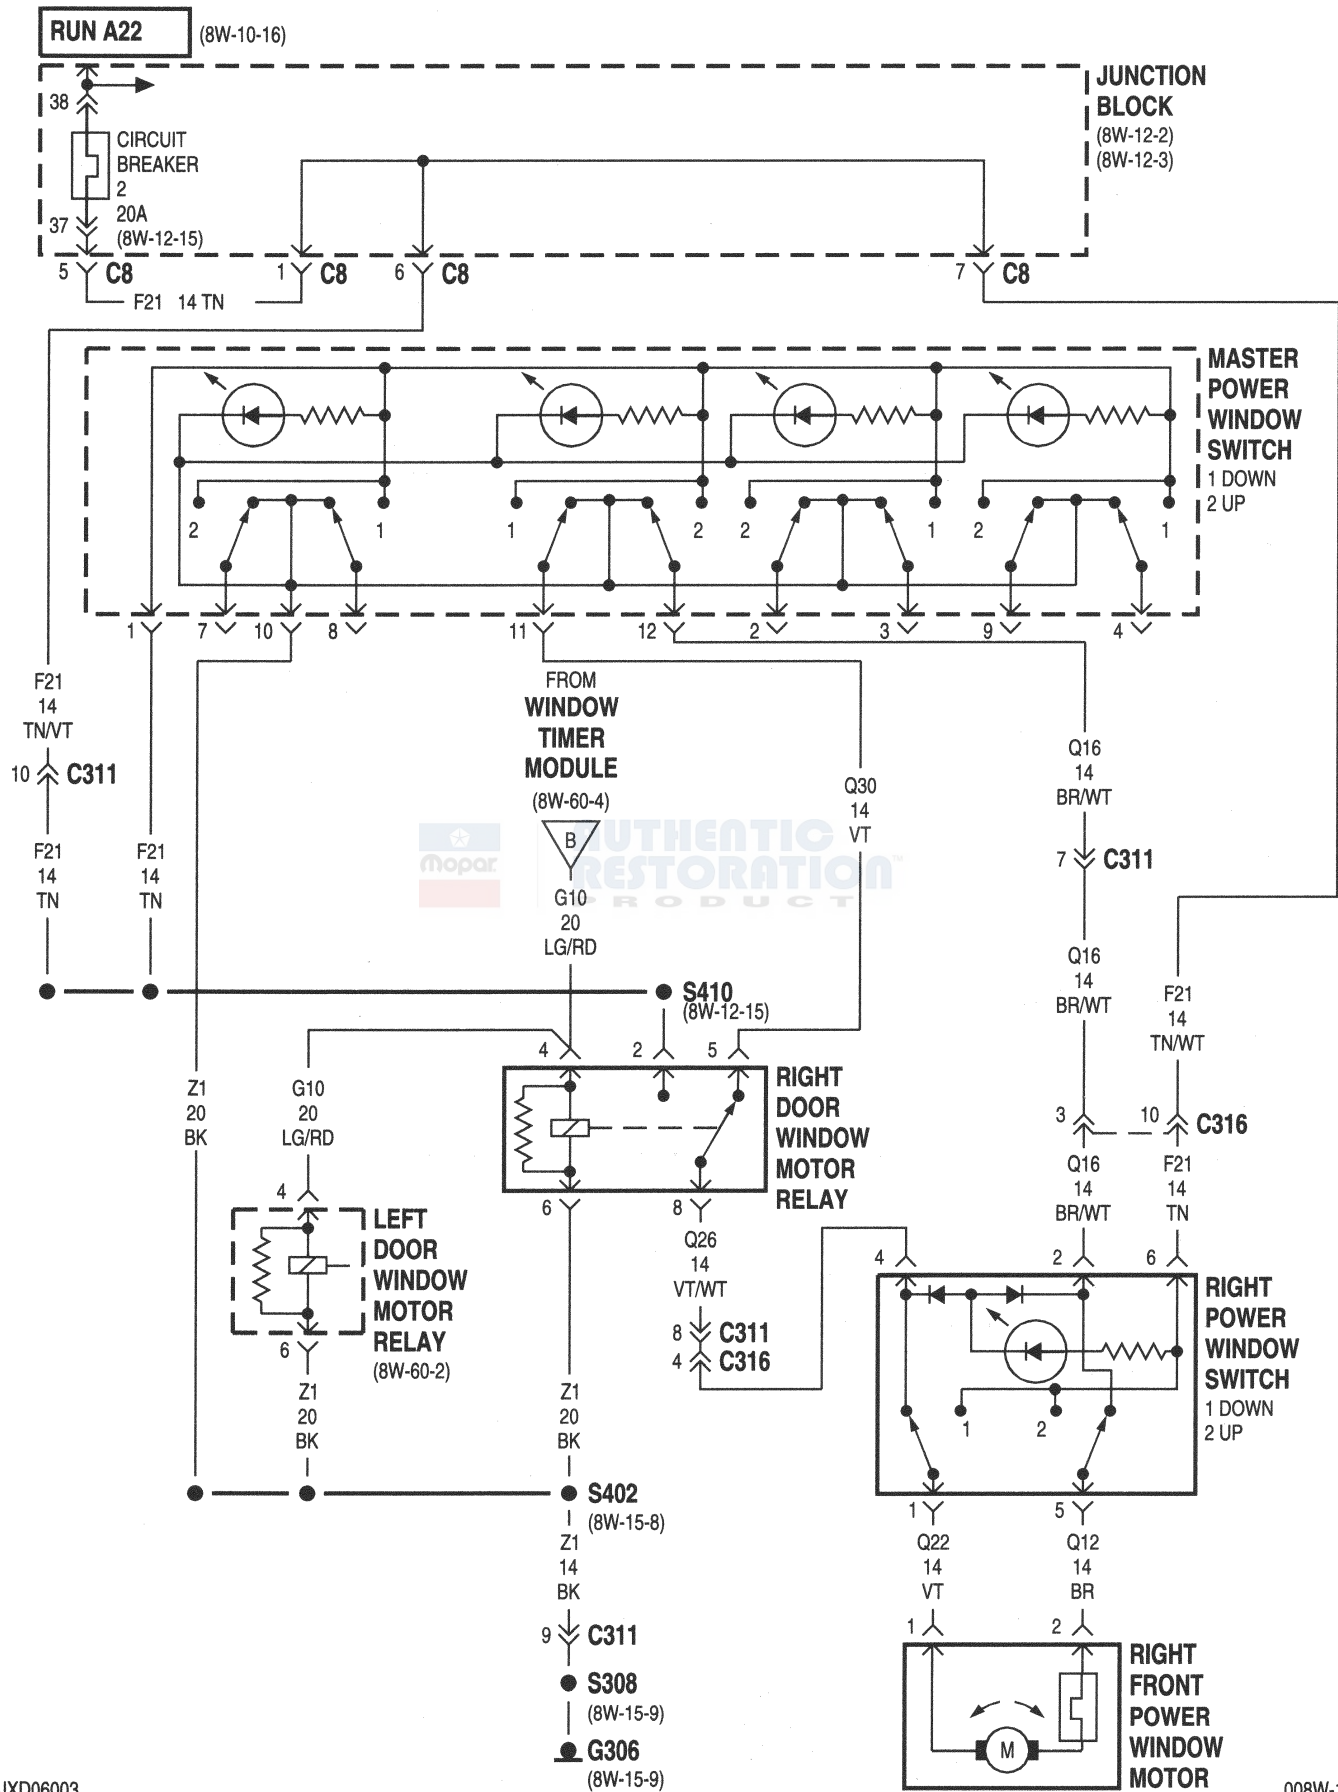 RUN A22 (8W-10-16)
JUNCTION
BLOCK
(8W-12-2)
(8W-12-3)
38
CIRCUIT
BREAKER
2
20A
(8W-12-15)
37
5 C8 1 C8 6 C8 7 C8
F21 14 TN
MASTER
POWER
WINDOW
SWITCH
1 DOWN
2 UP
2 1 1 2 2 1 2 1
1 7 10 8 11 12 2 3 9 4
F21
14
TN/VT
10 C311
F21
14
TN
F21
14
TN
FROM
WINDOW
TIMER
MODULE
(8W-60-4)
B
G10
20
LG/RD
Q30
14
VT
Q16
14
BR/WT
7 C311
Q16
14
BR/WT
F21
14
TN/WT
Mopar
AUTHENTIC
RESTORATION™
PRODUCT
S410
(8W-12-15)
4 2 5
RIGHT
DOOR
WINDOW
MOTOR
RELAY
Z1
20
BK
G10
20
LG/RD
3 10 C316
Q16
14
BR/WT
F21
14
TN
4
LEFT
DOOR
WINDOW
MOTOR
RELAY
(8W-60-2)
6
6 8
Q26
14
VT/WT
8 C311
4 C316
4 2 6
RIGHT
POWER
WINDOW
SWITCH
1 DOWN
2 UP
1 2
Z1
20
BK
Z1
20
BK
S402
(8W-15-8)
1 5
Z1
14
BK
Q22
14
VT
Q12
14
BR
9 C311
1 2
S308
(8W-15-9)
G306
(8W-15-9)
M
RIGHT
FRONT
POWER
WINDOW
MOTOR